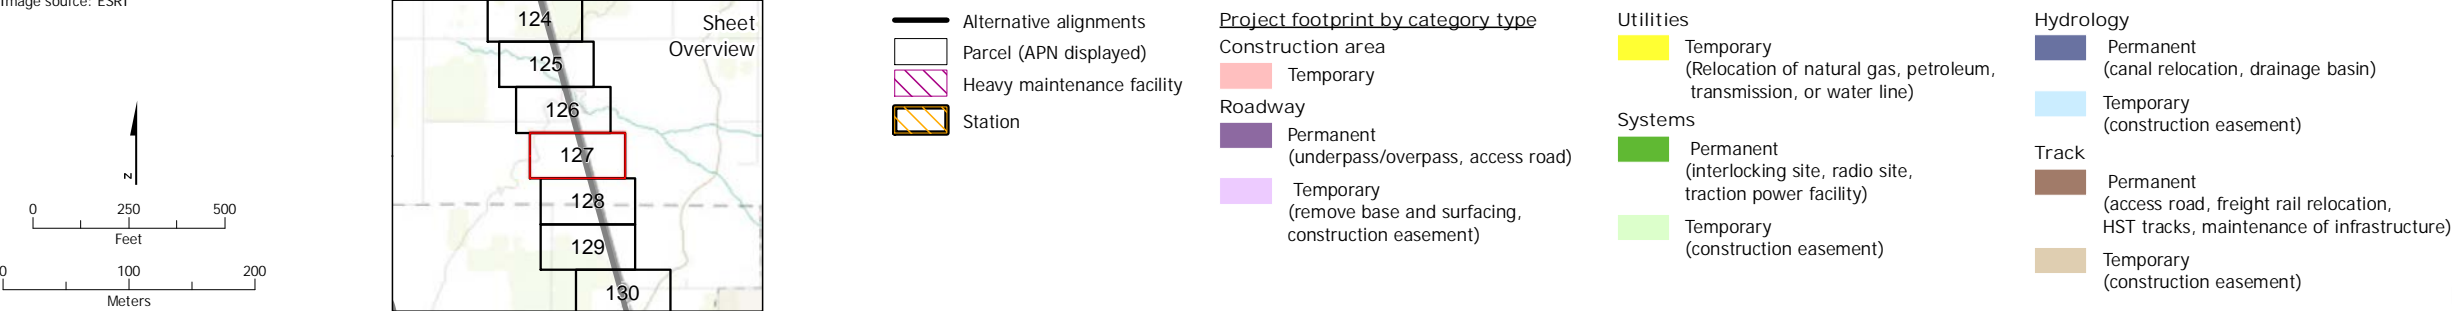 Image source: ESRI
N
0 250 500
Feet
0 100 200
Meters
Sheet
Overview
124
125
126
127
128
129
130
Alternative alignments
Parcel (APN displayed)
Heavy maintenance facility
Station
Project footprint by category type
Construction area
Temporary
Roadway
Permanent
(underpass/overpass, access road)
Temporary
(remove base and surfacing,
construction easement)
Utilities
Temporary
(Relocation of natural gas, petroleum,
transmission, or water line)
Systems
Permanent
(interlocking site, radio site,
traction power facility)
Temporary
(construction easement)
Hydrology
Permanent
(canal relocation, drainage basin)
Temporary
(construction easement)
Track
Permanent
(access road, freight rail relocation,
HST tracks, maintenance of infrastructure)
Temporary
(construction easement)